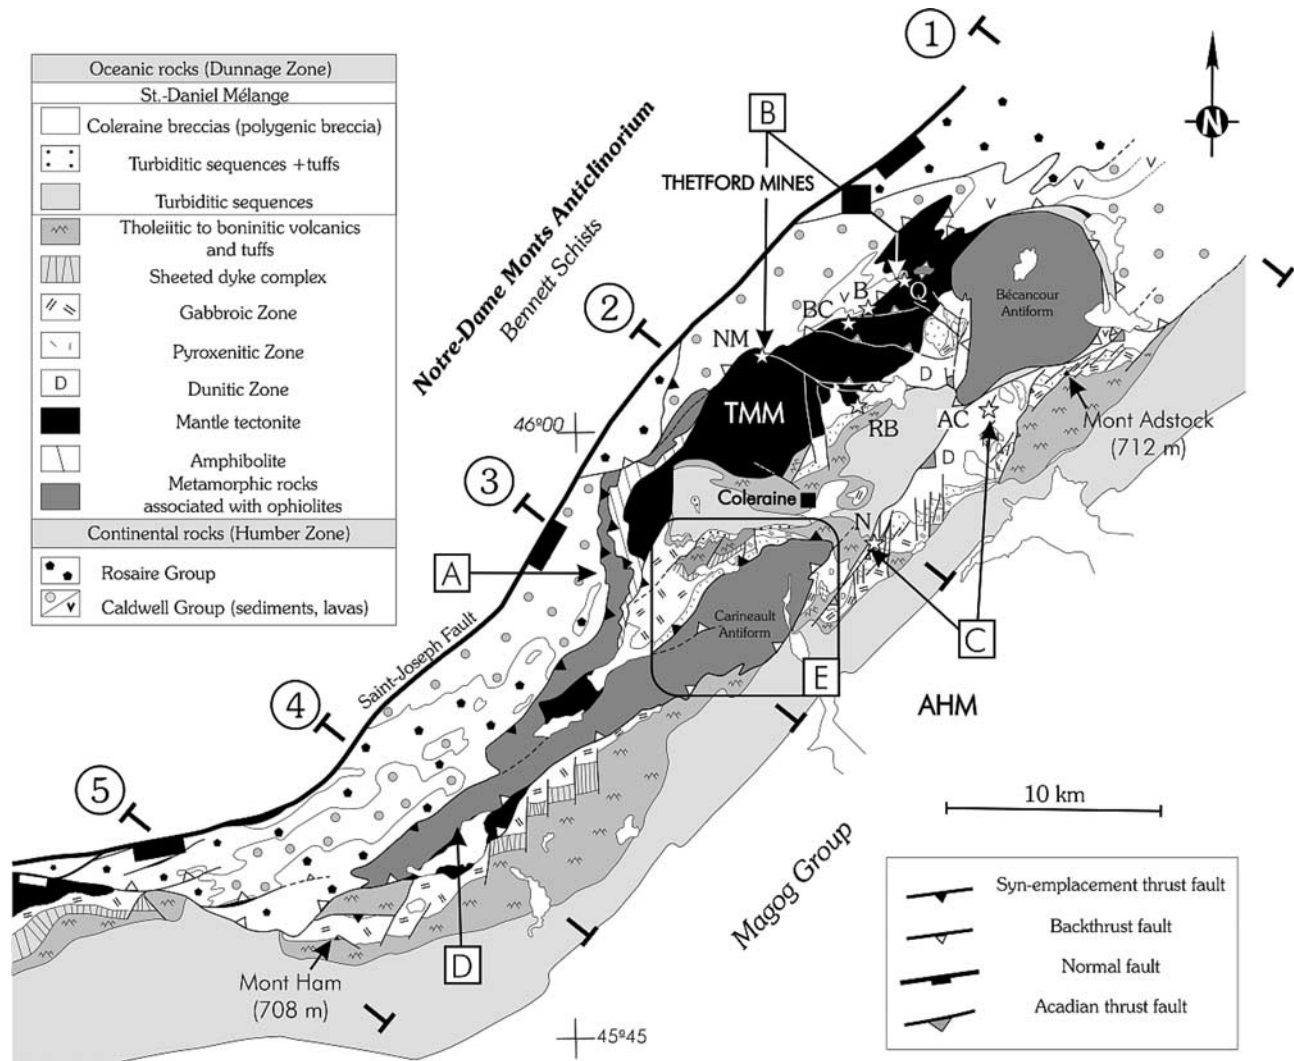 Oceanic rocks (Dunnage Zone)
St.-Daniel Mélange
Coleraine breccias (polygenic breccia)
Turbiditic sequences +tuffs
Turbiditic sequences
Tholeiitic to boninitic volcanics
and tuffs
Sheeted dyke complex
Gabbroic Zone
Pyroxenitic Zone
D
Dunitic Zone
Mantle tectonite
Amphibolite
Metamorphic rocks
associated with ophiolites
Continental rocks (Humber Zone)
Rosaire Group
v
Caldwell Group (sediments, lavas)
1
N
B
THETFORD MINES
Notre-Dame Monts Anticlinorium
Bennett Schists
2
v
v
v
B
Q
BC
Bécancour
Antiform
NM
D
TMM
RB
AC
Mont Adstock
(712 m)
46º00
D
3
Coleraine
N
A
D
Carineault
Antiform
C
E
Saint-Joseph Fault
AHM
4
5
10 km
Magog Group
D
Mont Ham
(708 m)
45º45
Syn-emplacement thrust fault
Backthrust fault
Normal fault
Acadian thrust fault